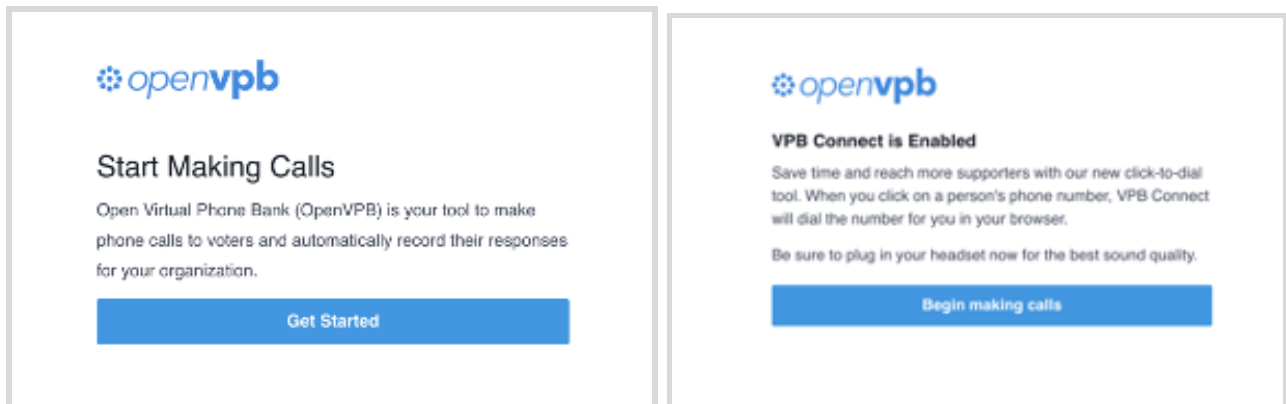 openvpb
Start Making Calls
Open Virtual Phone Bank (OpenVPB) is your tool to make
phone calls to voters and automatically record their responses
for your organization.
Get Started
openvpb
VPB Connect is Enabled
Save time and reach more supporters with our new click-to-dial
tool. When you click on a person's phone number, VPB Connect
will dial the number for you in your browser.
Be sure to plug in your headset now for the best sound quality.
Begin making calls